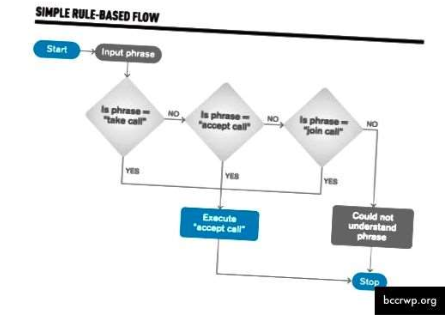 SIMPLE RULE-BASED FLOW
Start
Input phrase
Is phrase =
"take call"
NO
Is phrase =
"accept call"
NO
Is phrase =
"join call"
NO
YES
YES
YES
Execute
"accept call"
Could not
understand
phrase
Stop
bccrwp.org